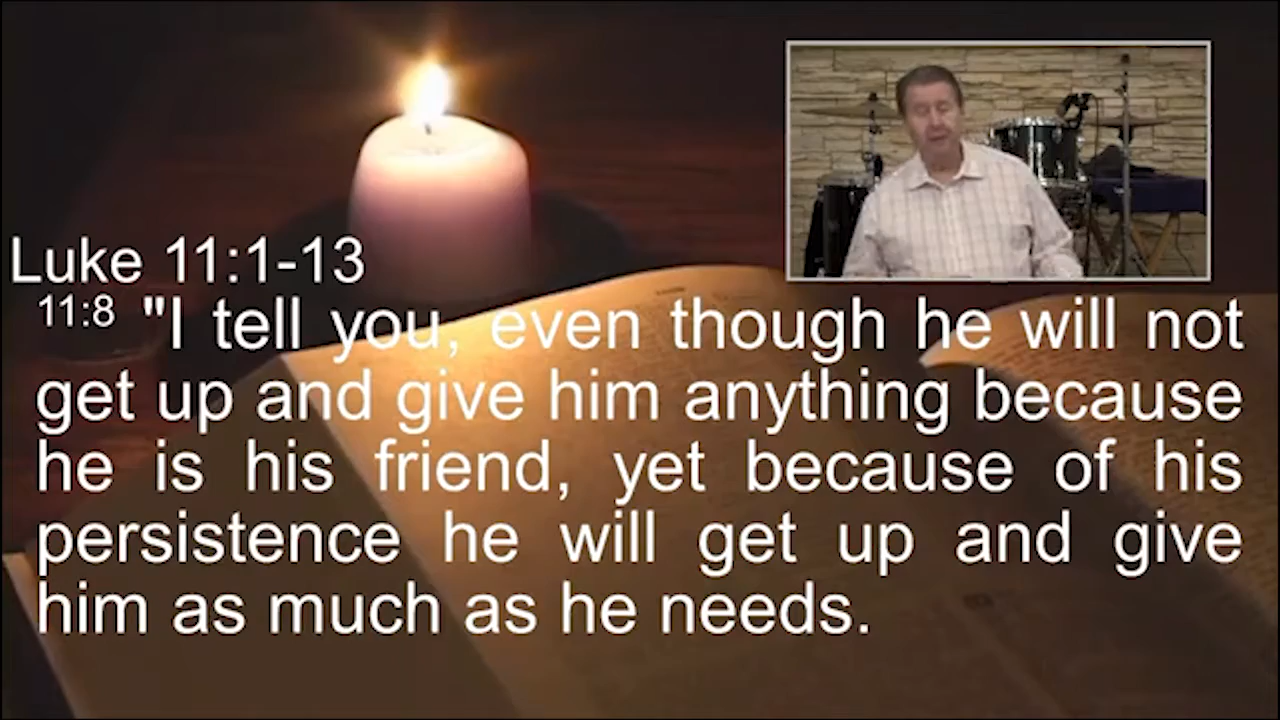 Luke 11:1-13
11:8 "I tell you, even though he will not
get up and give him anything because
he is his friend, yet because of his
persistence he will get up and give
him as much as he needs.